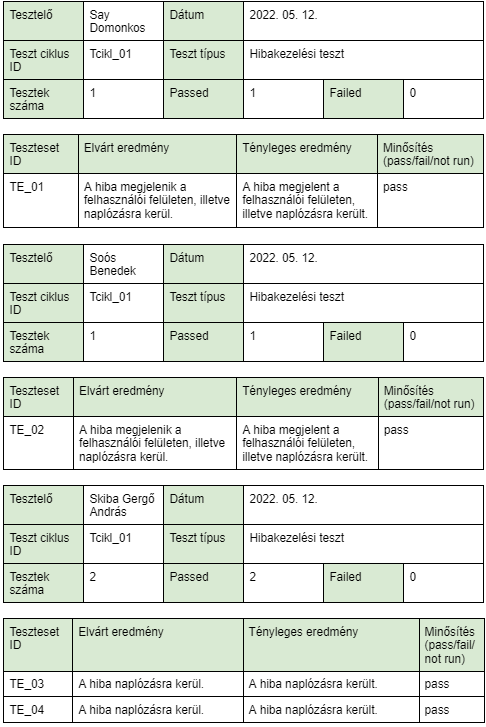 Tesztelő Say Domonkos Dátum 2022. 05. 12.
Teszt ciklus ID Tcikl_01 Teszt típus Hibakezelési teszt
Tesztek száma 1 Passed 1 Failed 0
Teszteset ID Elvárt eredmény Tényleges eredmény Minősítés (pass/fail/not run)
TE_01 A hiba megjelenik a felhasználói felületen, illetve naplózásra kerül. A hiba megjelent a felhasználói felületen, illetve naplózásra került. pass
Tesztelő Soós Benedek Dátum 2022. 05. 12.
Teszt ciklus ID Tcikl_01 Teszt típus Hibakezelési teszt
Tesztek száma 1 Passed 1 Failed 0
Teszteset ID Elvárt eredmény Tényleges eredmény Minősítés (pass/fail/not run)
TE_02 A hiba megjelenik a felhasználói felületen, illetve naplózásra kerül. A hiba megjelent a felhasználói felületen, illetve naplózásra került. pass
Tesztelő Skiba Gergő András Dátum 2022. 05. 12.
Teszt ciklus ID Tcikl_01 Teszt típus Hibakezelési teszt
Tesztek száma 2 Passed 2 Failed 0
Teszteset ID Elvárt eredmény Tényleges eredmény Minősítés (pass/fail/ not run)
TE_03 A hiba naplózásra kerül. A hiba naplózásra került. pass
TE_04 A hiba naplózásra kerül. A hiba naplózásra került. pass